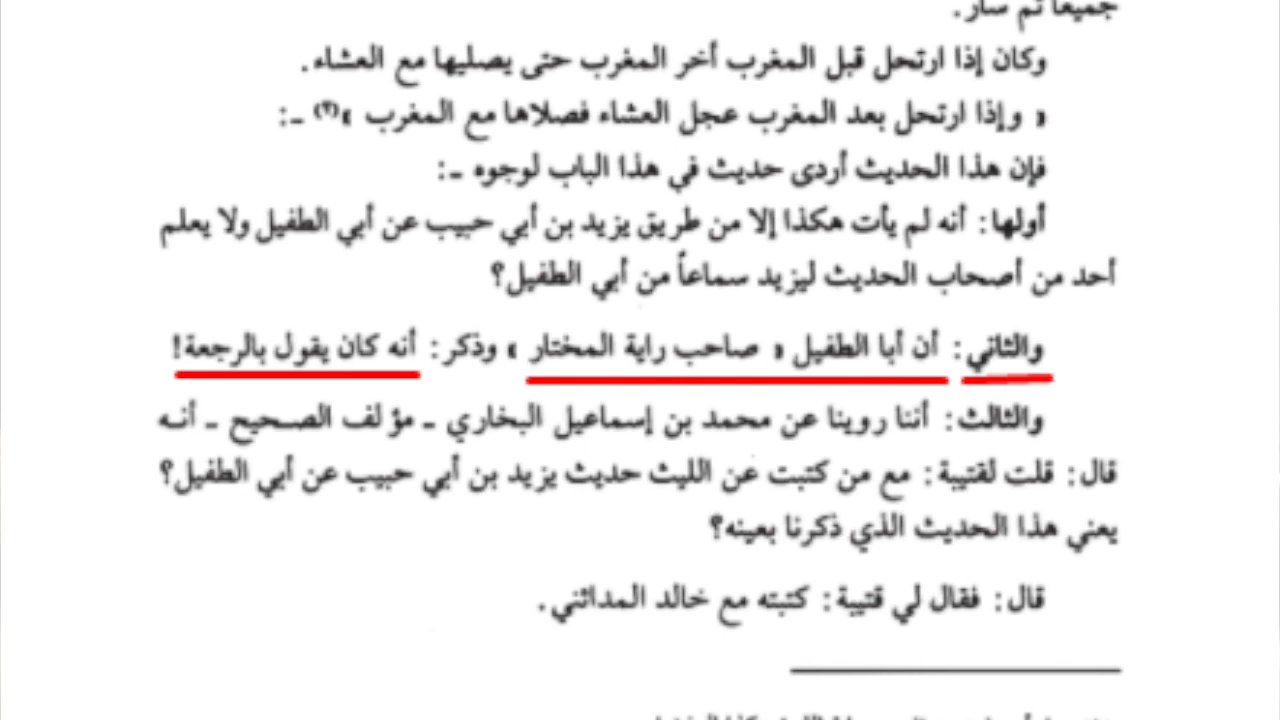 جميعاً ثم سار.
وكان إذا ارتحل قبل المغرب أخر المغرب حتى يصليها مع العشاء.
« وإذا ارتحل بعد المغرب عجل العشاء فصلاها مع المغرب »(٢) ـ:
فإن هذا الحديث أردى حديث في هذا الباب لوجوه ـ:
أولها: أنه لم يأت هكذا إلا من طريق يزيد بن أبي حبيب عن أبي الطفيل ولا يعلم
أحد من أصحاب الحديث ليزيد سماعاً من أبي الطفيل؟
والثاني: أن أبا الطفيل « صاحب راية المختار » وذكر: أنه كان يقول بالرجعة!
والثالث: أننا روينا عن محمد بن إسماعيل البخاري ـ مؤلف الصحيح ـ أنه
قال: قلت لقتيبة: مع من كتبت عن الليث حديث يزيد بن أبي حبيب عن أبي الطفيل؟
يعني هذا الحديث الذي ذكرنا بعينه؟
قال: فقال لي قتيبة: كتبته مع خالد المدائني.